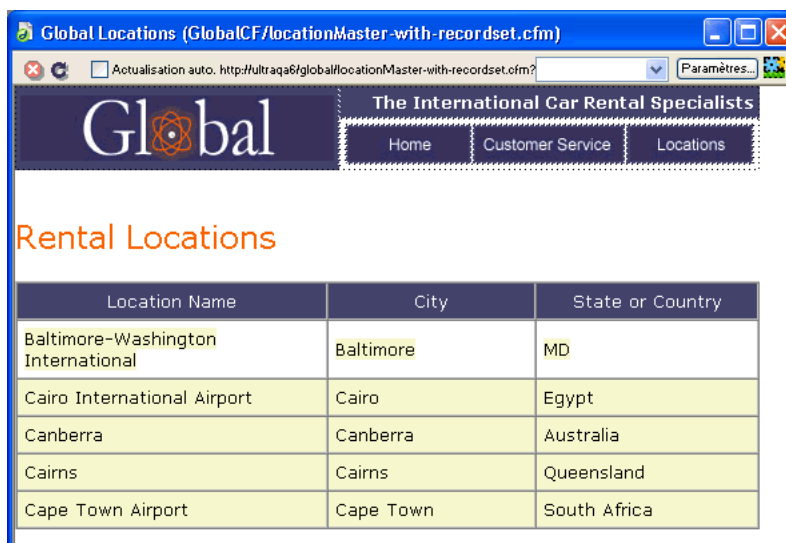 Global Locations (GlobalCF/locationMaster-with-recordset.cfm)
Actualisation auto. http://ultraqa6/global/locationMaster-with-recordset.cfm? Paramètres...
Global
The International Car Rental Specialists
Home Customer Service Locations
Rental Locations
Location Name City State or Country
Baltimore-Washington
International Baltimore MD
Cairo International Airport Cairo Egypt
Canberra Canberra Australia
Cairns Cairns Queensland
Cape Town Airport Cape Town South Africa